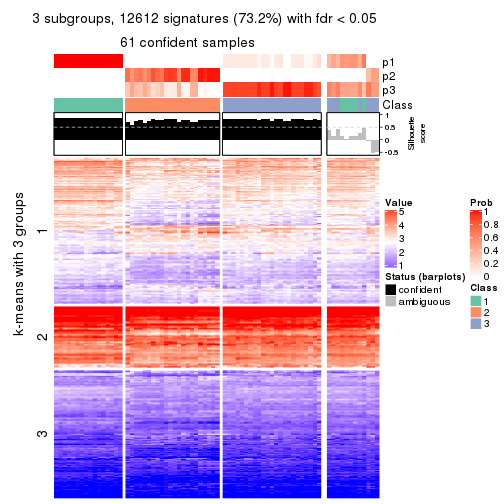 3 subgroups, 12612 signatures (73.2%) with fdr < 0.05
61 confident samples
p1
p2
p3
Class
1
0.5
0
-0.5
Silhouette
score
k-means with 3 groups
1
2
3
Value
5
4
3
2
1
Status (barplots)
confident
ambiguous
Prob
1
0.8
0.6
0.4
0.2
0
Class
1
2
3